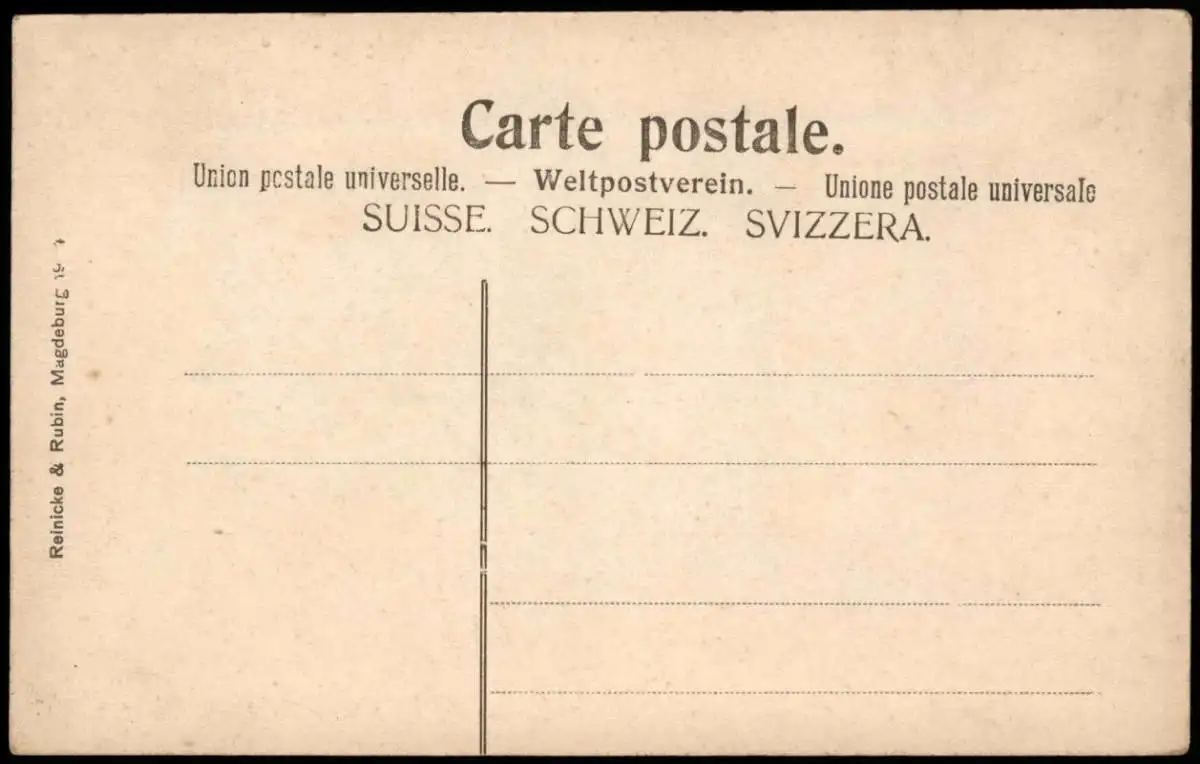 Carte postale.
Union postale universelle. — Weltpostverein. — Unione postale universale
SUISSE. SCHWEIZ. SVIZZERA.
Reinicke & Rubin, Magdeburg